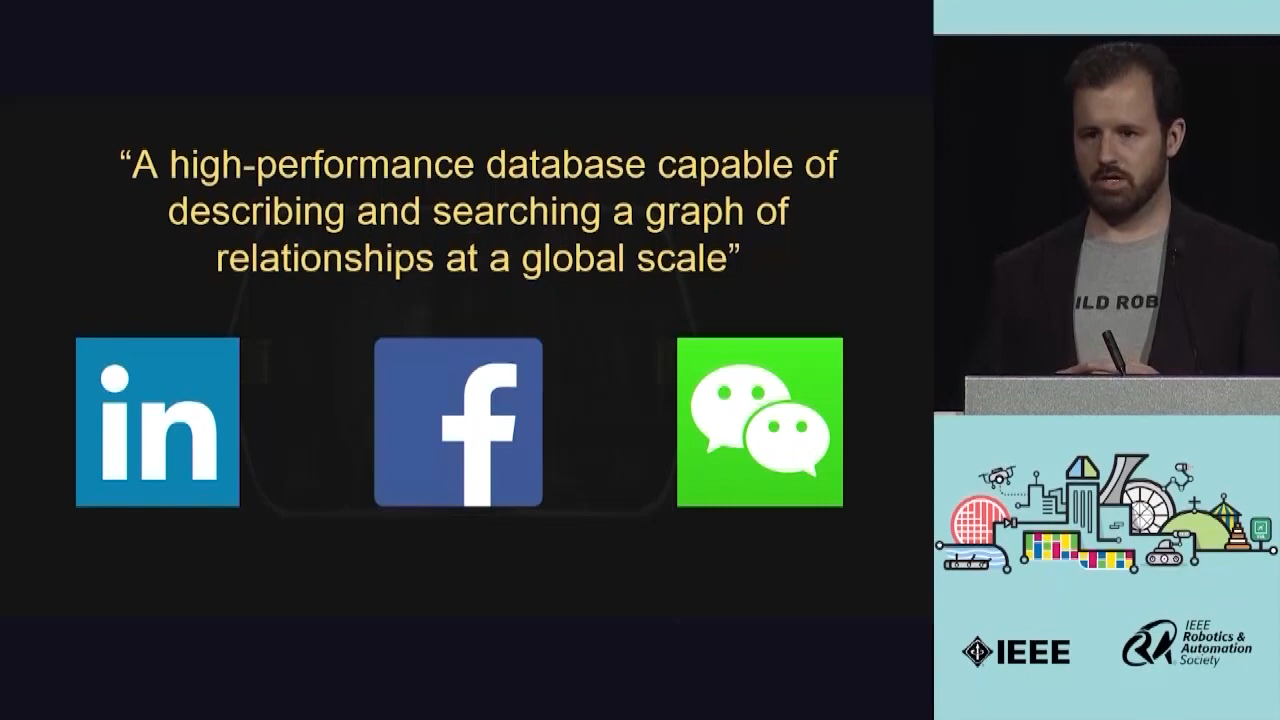 “A high-performance database capable of
describing and searching a graph of
relationships at a global scale”
in
f
ILD ROB
IEEE
IEEE
Robotics &
Automation
Society